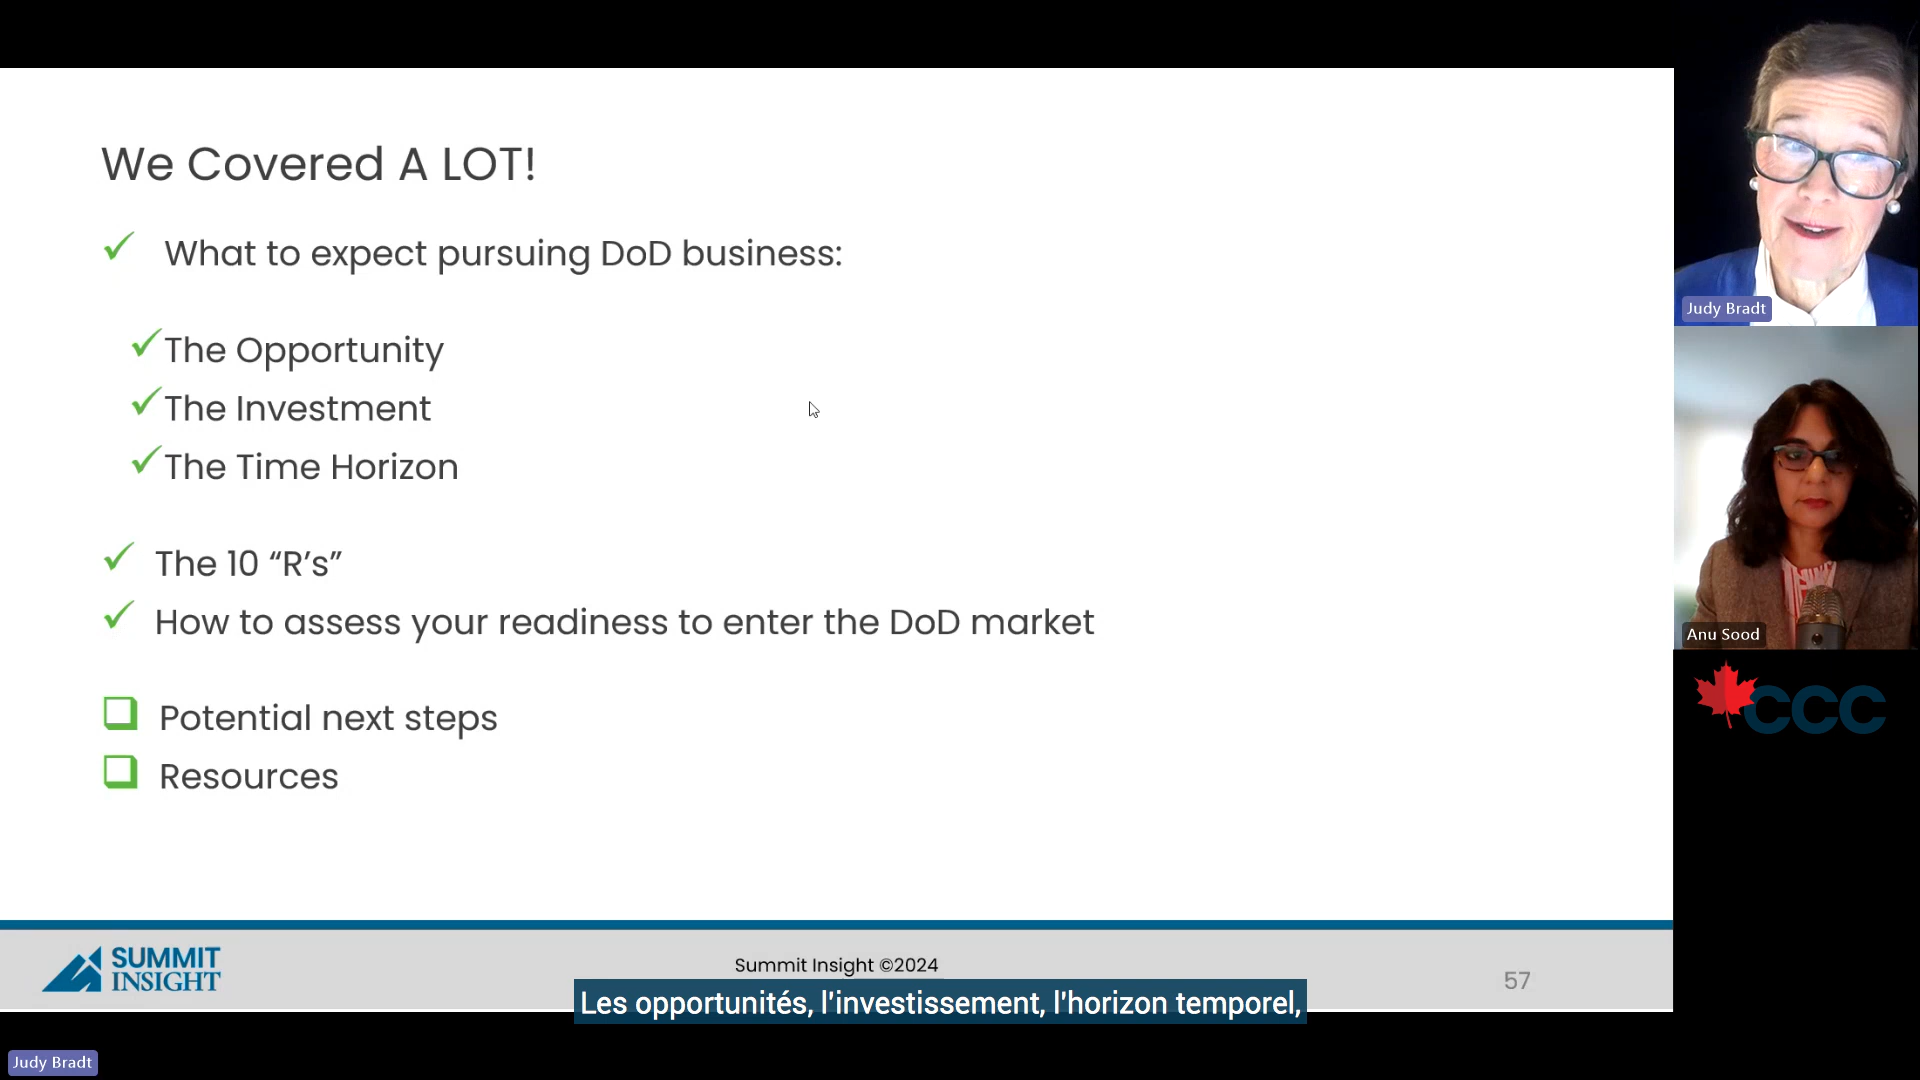 We Covered A LOT!
What to expect pursuing DoD business:
The Opportunity
The Investment
The Time Horizon
The 10 “R’s”
How to assess your readiness to enter the DoD market
Potential next steps
Resources
SUMMIT
INSIGHT
Summit Insight ©2024
57
Les opportunités, l'investissement, l'horizon temporel,
Judy Bradt
Judy Bradt
Anu Sood
CCC